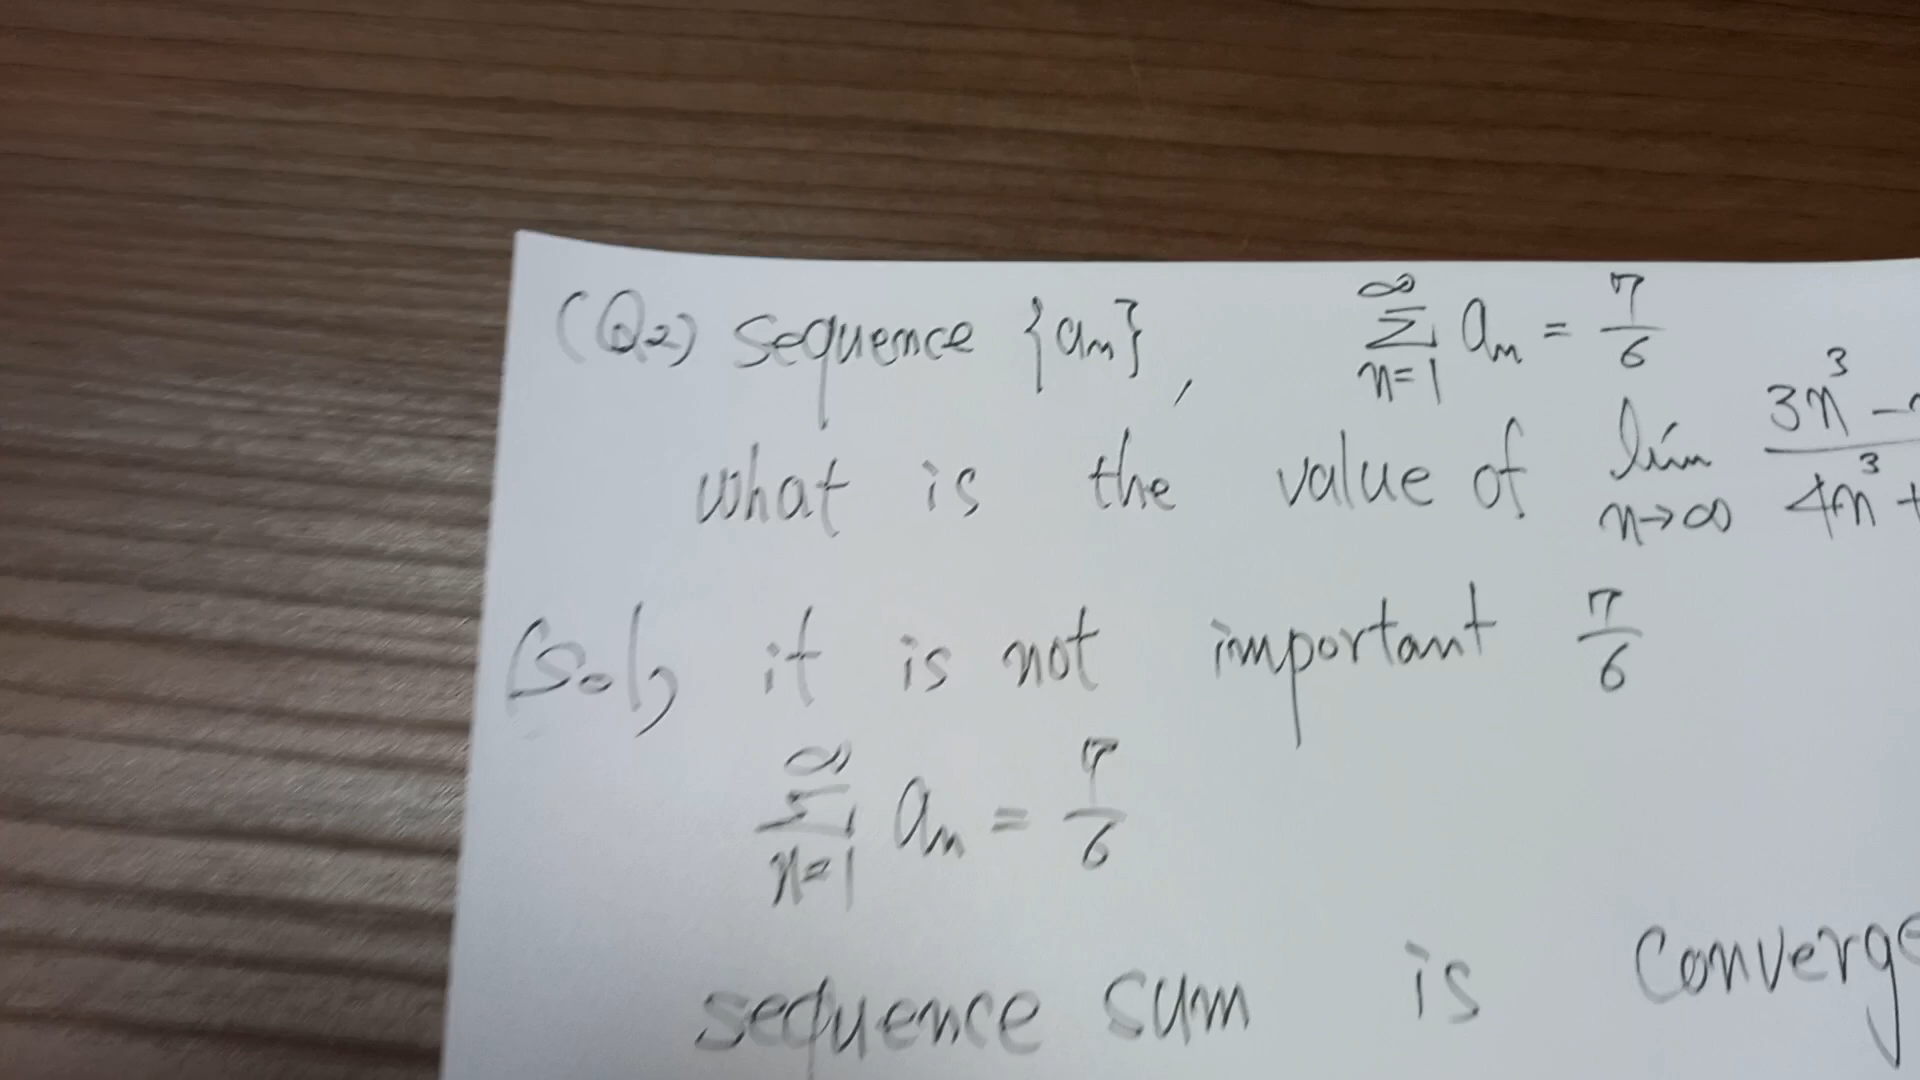 (Q2) sequence {an}, ∞ Σ n=1 an = 7/6
what is the value of lim n→∞ 3n³ - / 4n³ +
(sol) it is not important 7/6
∞ Σ n=1 an = 7/6
sequence sum is converge